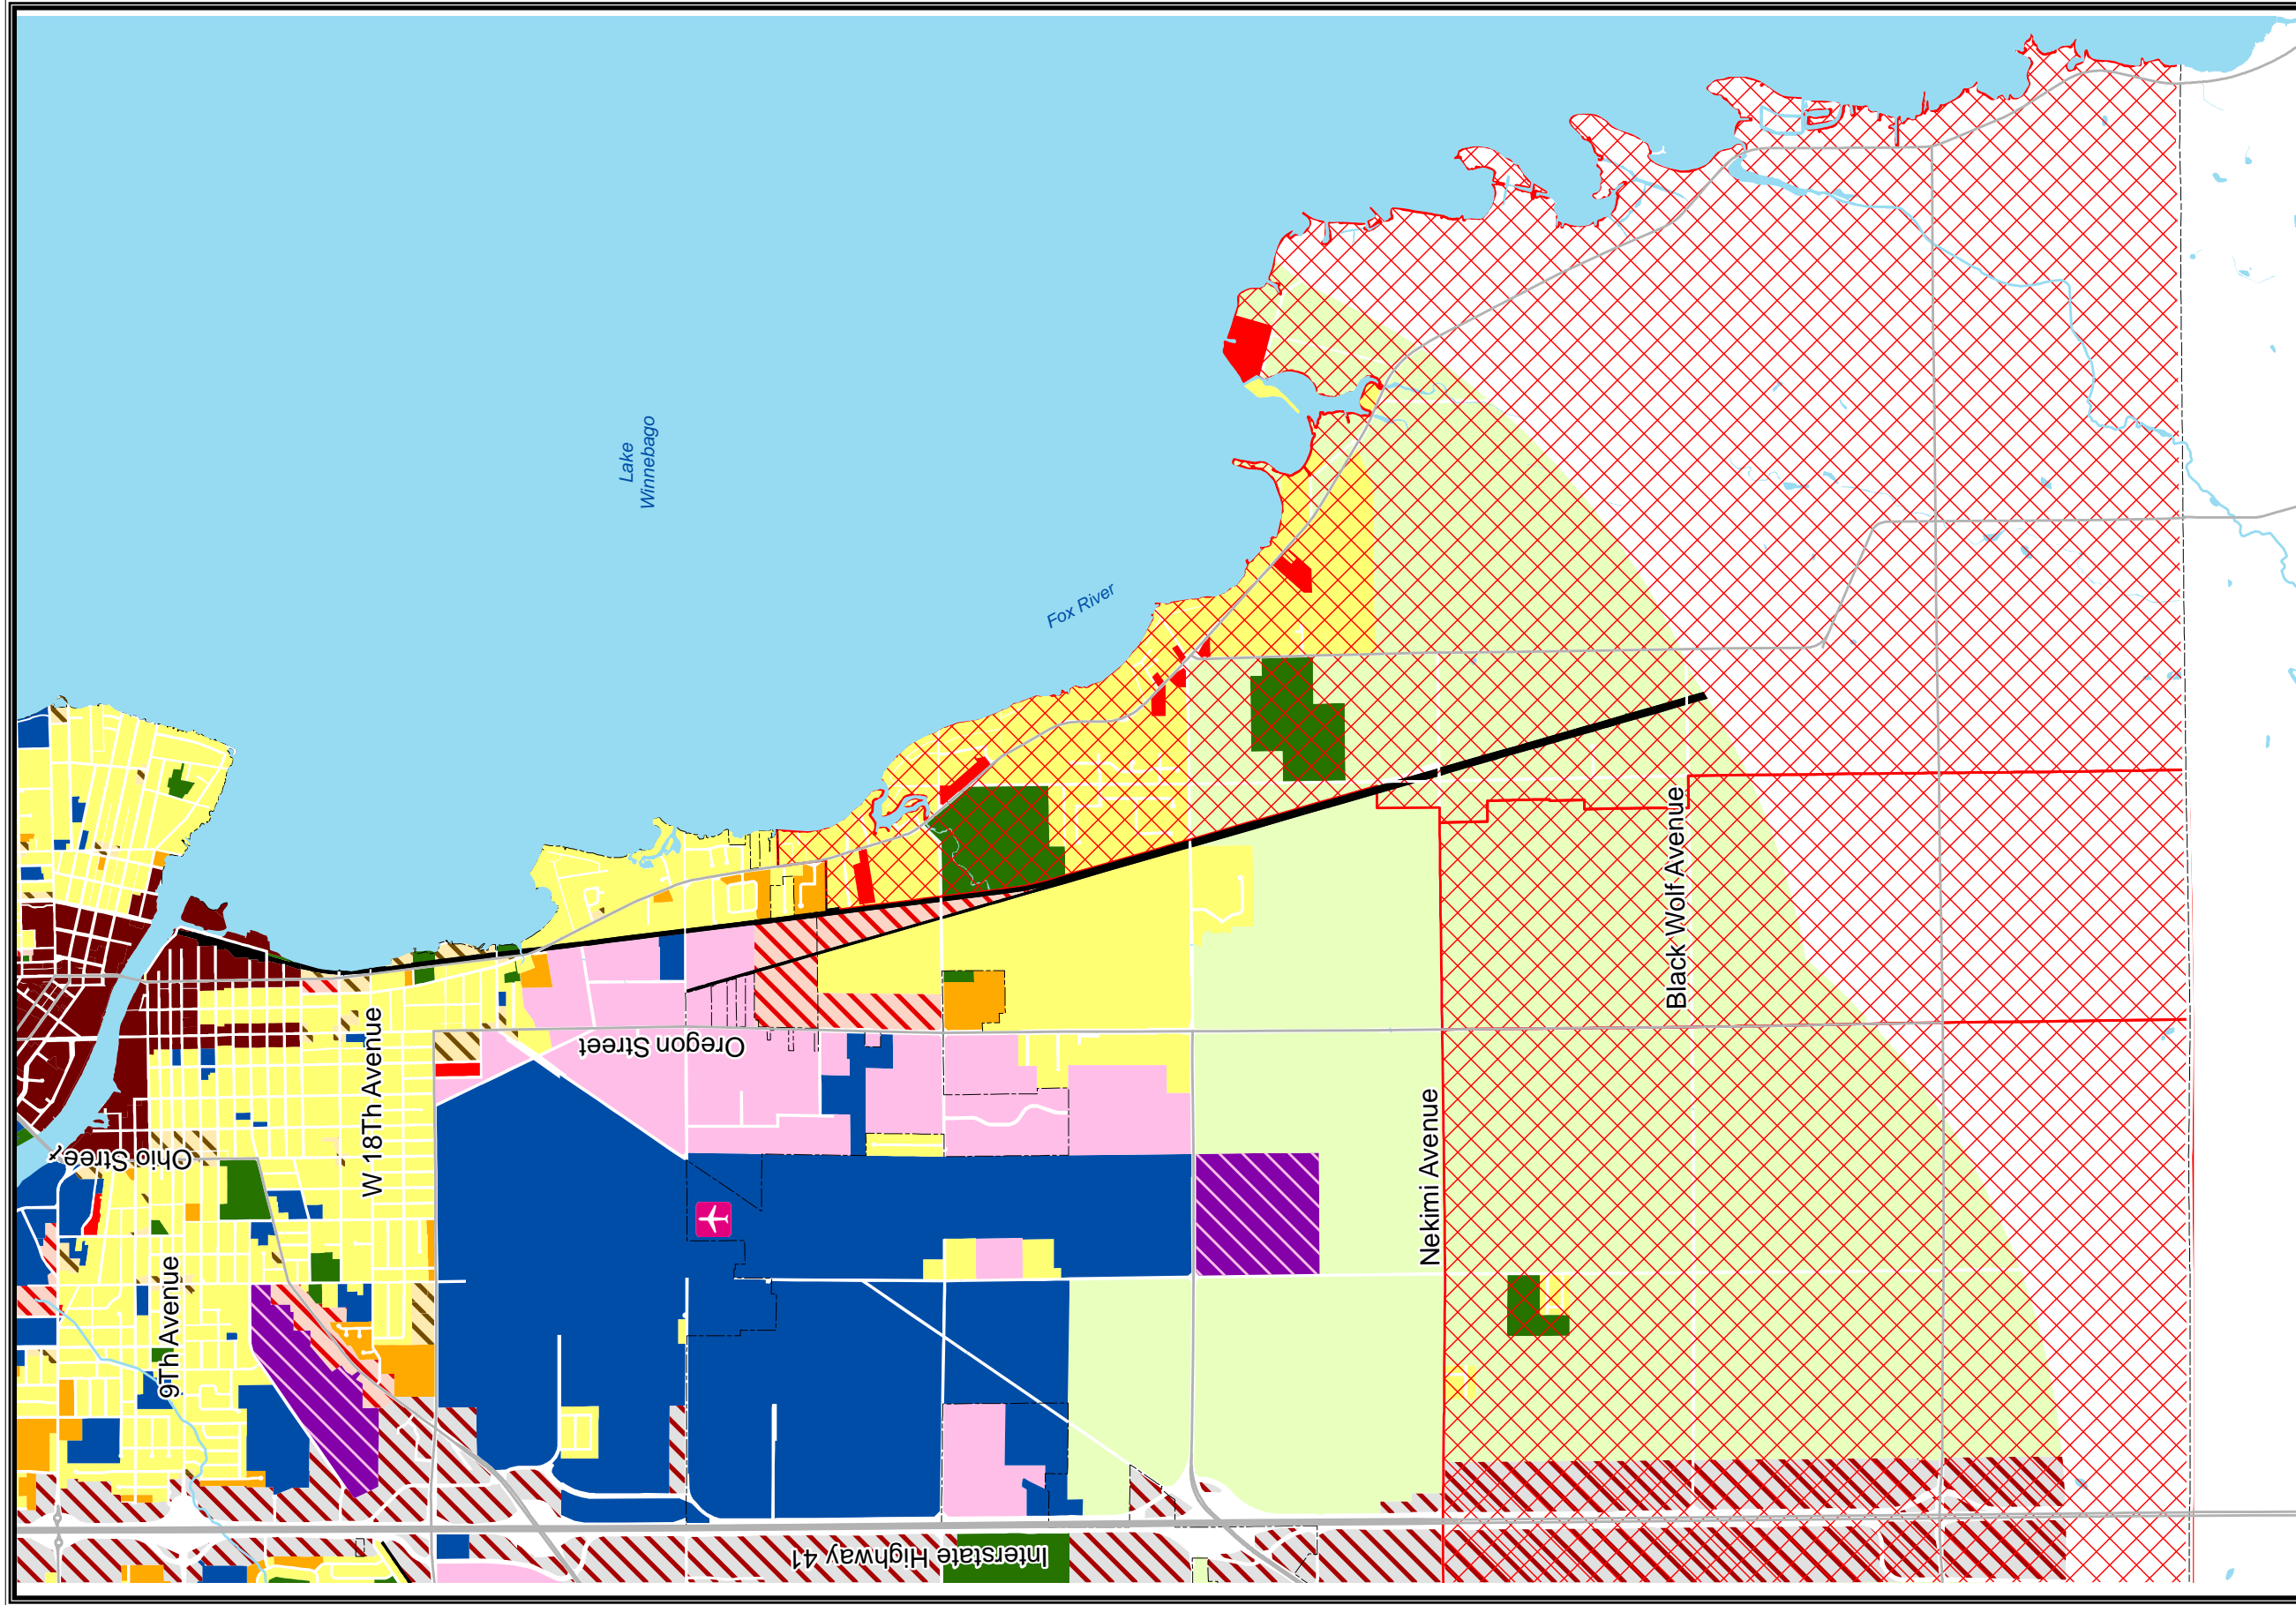 Lake
Winnebago
Fox River
Black Wolf Avenue
Oregon Street
W 18Th Avenue
Ohio Street
Nekimi Avenue
9Th Avenue
Interstate Highway 41